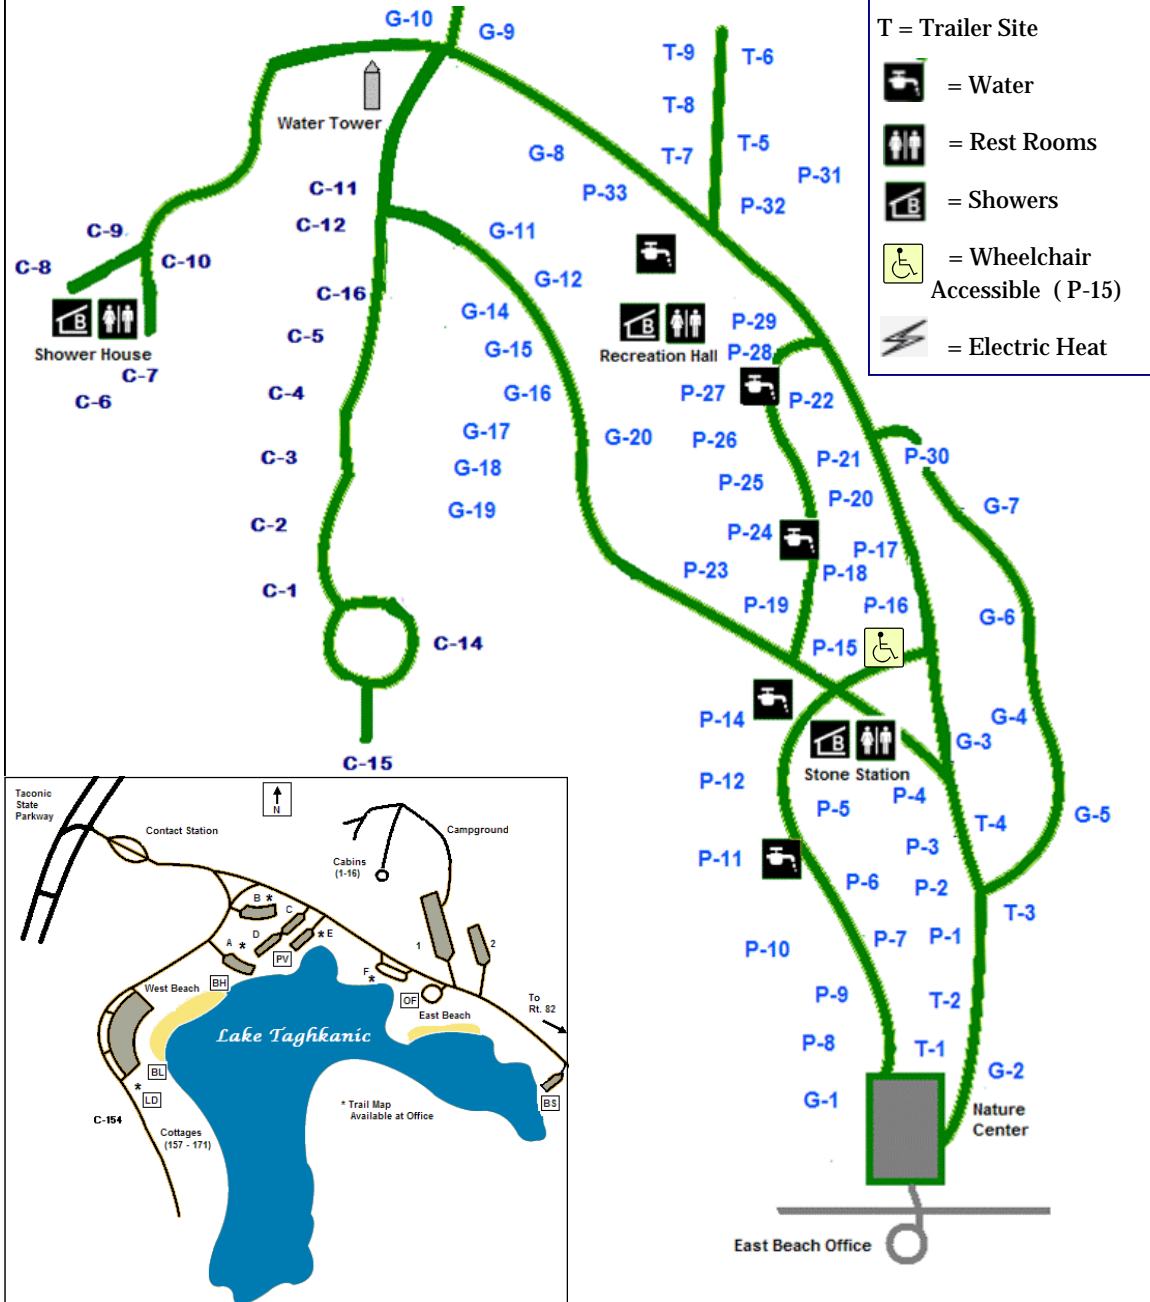 G-10
G-9
T-9
T-6
T-8
T-5
T-7
P-31
P-32
G-8
P-33
Water Tower
C-11
C-12
C-9
C-8
C-10
Shower House
C-7
C-6
C-16
C-5
C-4
C-3
C-2
C-1
C-14
C-15
G-11
G-12
G-14
G-15
G-16
G-17
G-18
G-19
G-20
B
B
Recreation Hall
P-29
P-28
P-27
P-22
P-26
P-21
P-30
P-25
P-20
G-7
P-24
P-17
P-23
P-18
P-19
P-16
G-6
P-15
P-14
G-4
G-3
B
Stone Station
P-12
P-5
P-4
G-5
T-4
P-11
P-3
P-6
P-2
T-3
P-10
P-7
P-1
P-9
T-2
P-8
T-1
G-2
G-1
Nature
Center
East Beach Office
T = Trailer Site
= Water
= Rest Rooms
B
= Showers
= Wheelchair
Accessible ( P-15)
= Electric Heat
Taconic
State
Parkway
Contact Station
N
Campground
Cabins
(1-16)
B *
C
D
* E
A *
PV
BH
1
2
F
*
OF
West Beach
East Beach
To
Rt. 82
Lake Taghkanic
BL
*
LD
BS
* Trail Map
Available at Office
C-154
Cottages
(157 - 171)